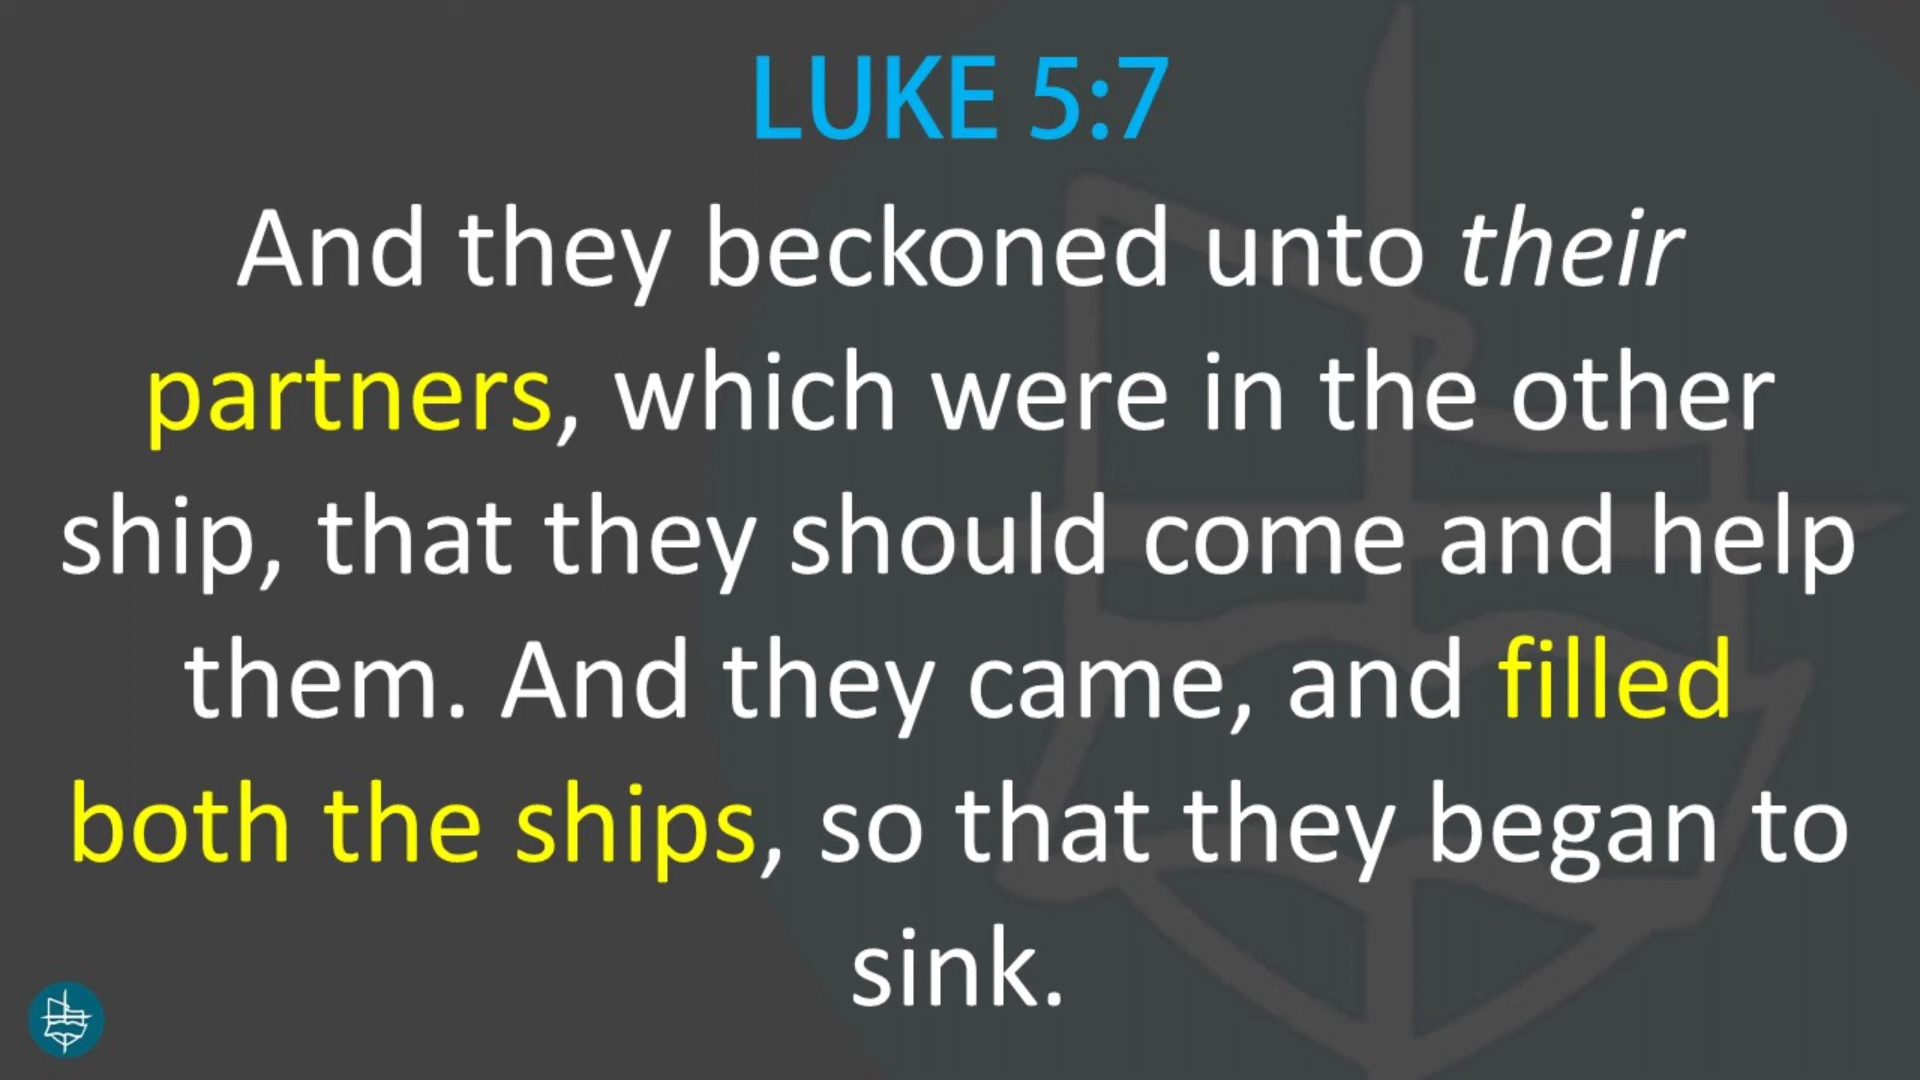 LUKE 5:7
And they beckoned unto their
partners, which were in the other
ship, that they should come and help
them. And they came, and filled
both the ships, so that they began to
sink.